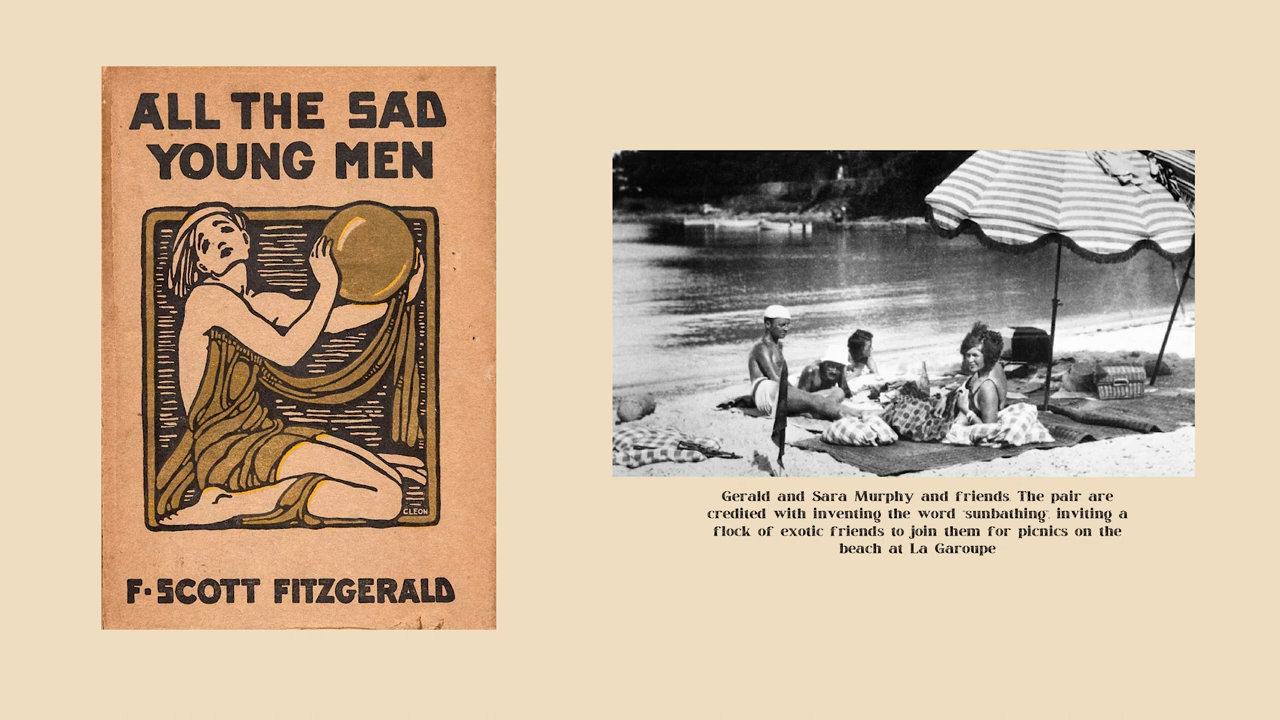 ALL THE SAD
YOUNG MEN
CLEON
F·SCOTT FITZGERALD
Gerald and Sara Murphy and friends. The pair are
credited with inventing the word 'sunbathing', inviting a
flock of exotic friends to join them for picnics on the
beach at La Garoupe